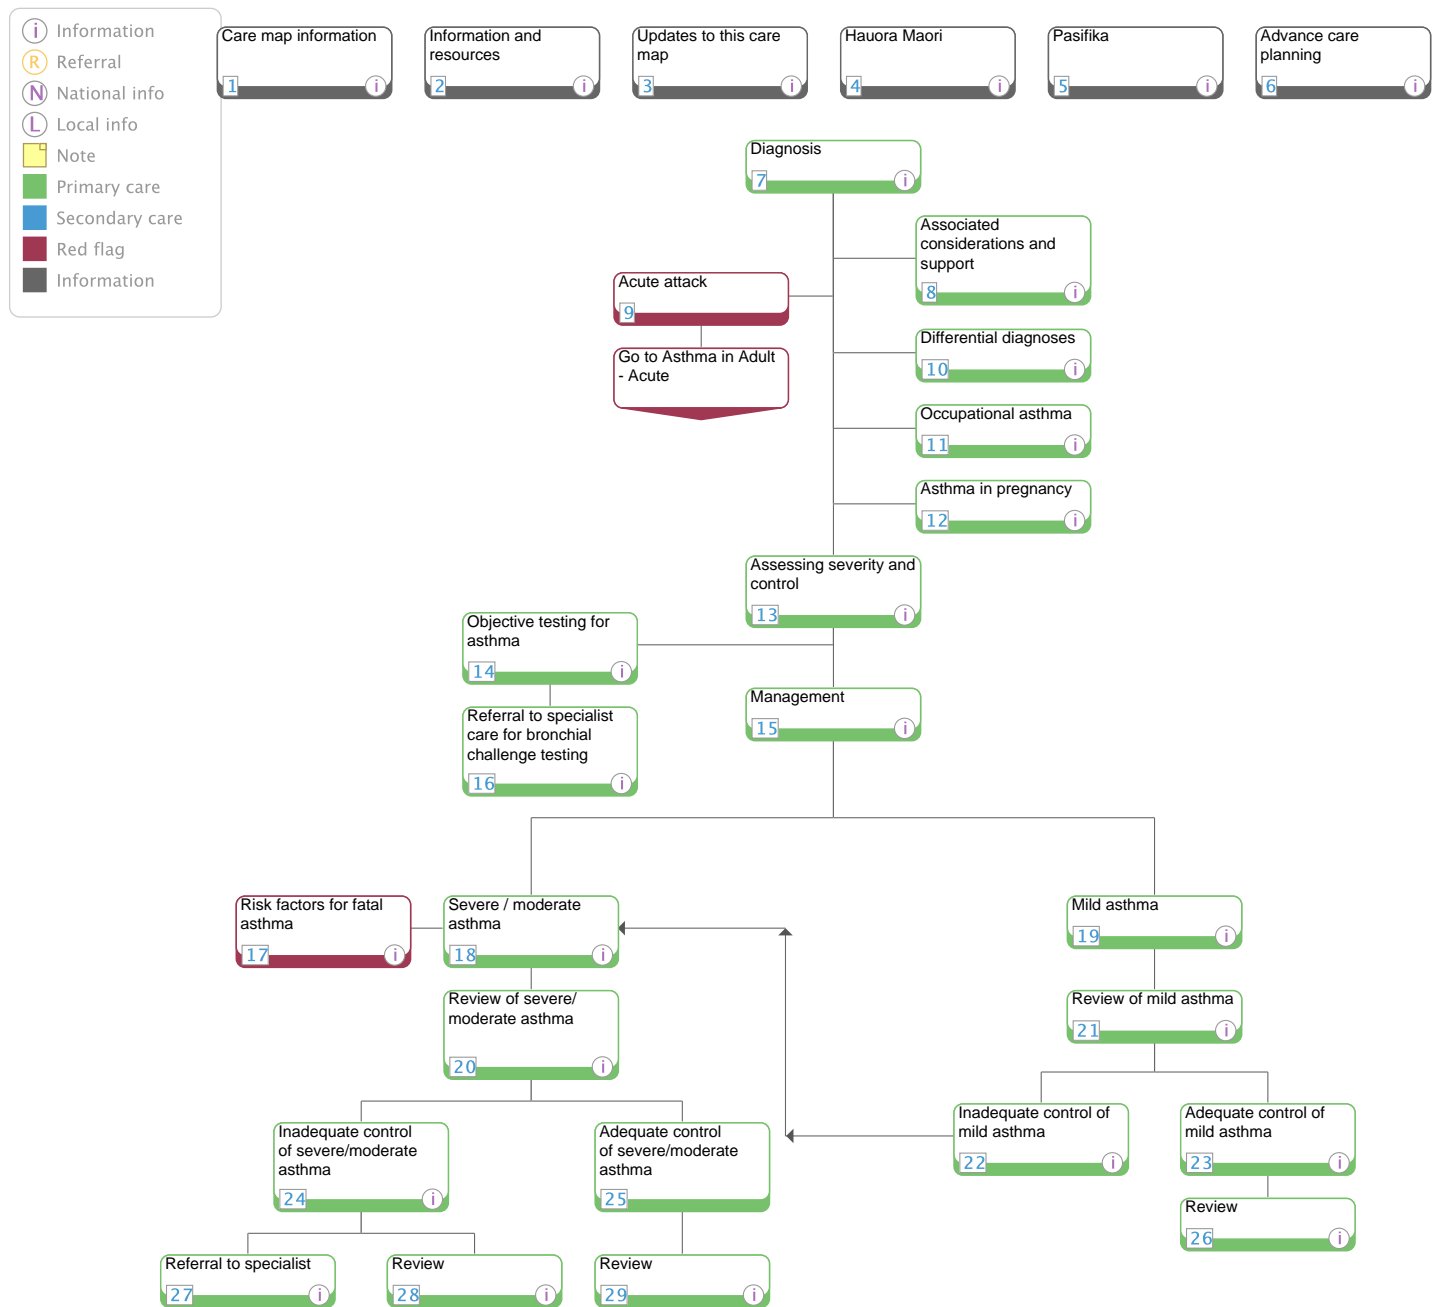 i Information
R Referral
N National info
L Local info
Note
Primary care
Secondary care
Red flag
Information
Care map information
1 i
Information and
resources
2 i
Updates to this care
map
3 i
Hauora Maori
4 i
Pasifika
5 i
Advance care
planning
6 i
Diagnosis
7 i
Associated
considerations and
support
8 i
Acute attack
9
Go to Asthma in Adult
- Acute
Differential diagnoses
10 i
Occupational asthma
11 i
Asthma in pregnancy
12 i
Assessing severity and
control
13 i
Objective testing for
asthma
14 i
Management
15 i
Referral to specialist
care for bronchial
challenge testing
16 i
Risk factors for fatal
asthma
17 i
Severe / moderate
asthma
18 i
Mild asthma
19 i
Review of severe/
moderate asthma
20 i
Review of mild asthma
21 i
Inadequate control of
mild asthma
22 i
Adequate control of
mild asthma
23 i
Inadequate control
of severe/moderate
asthma
24 i
Adequate control
of severe/moderate
asthma
25
Review
26 i
Referral to specialist
27 i
Review
28 i
Review
29 i